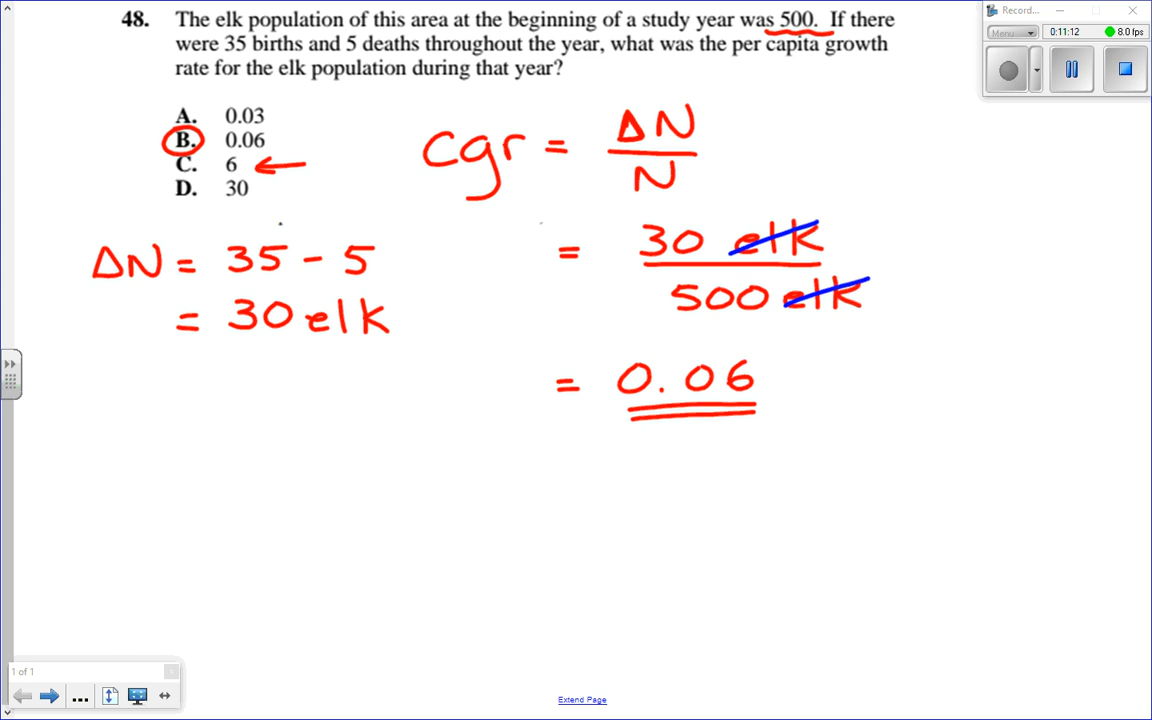 48. The elk population of this area at the beginning of a study year was 500. If there
were 35 births and 5 deaths throughout the year, what was the per capita growth
rate for the elk population during that year?
A. 0.03
B. 0.06
C. 6
D. 30
cgr = ΔN
N
ΔN = 35 - 5
= 30 elk
= 30 elk
500 elk
= 0.06
Record...
Menu
0:11:12
8.0 fps
1 of 1
...
Extend Page